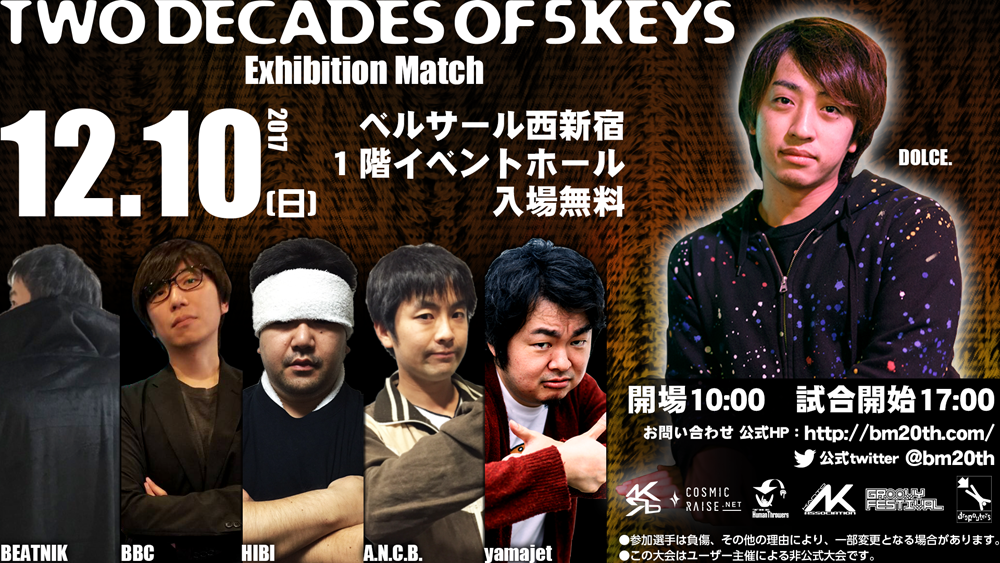 TWO DECADES OF 5KEYS
Exhibition Match
12.10
2017
(日)
ベルサール西新宿
1階イベントホール
入場無料
DOLCE.
BEATNIK
BBC
HIBI
A.N.C.B.
yamajet
開場10:00 試合開始17:00
お問い合わせ 公式HP：http://bm20th.com/
公式twitter @bm20th
COSMIC
RAISE.NET
HumanThrowers
AK
ASSOCIATION
GROOVY
FESTIVAL
dropouters
●参加選手は負傷、その他の理由により、一部変更となる場合があります。
●この大会はユーザー主催による非公式大会です。